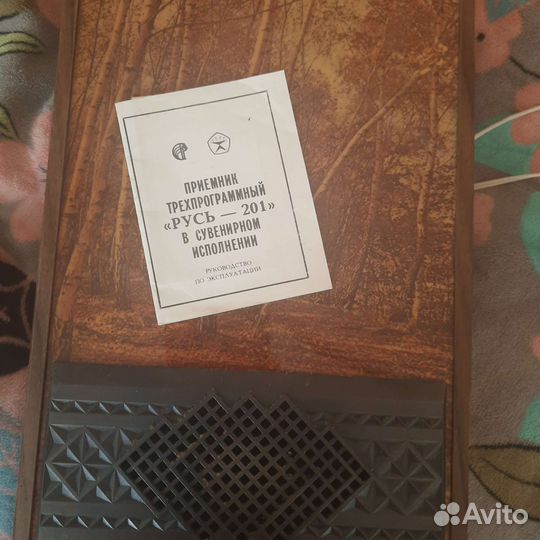 ПРИЕМНИК
ТРЕХПРОГРАММНЫЙ
«РУСЬ — 201»
В СУВЕНИРНОМ
ИСПОЛНЕНИИ
РУКОВОДСТВО
ПО ЭКСПЛУАТАЦИИ
Avito